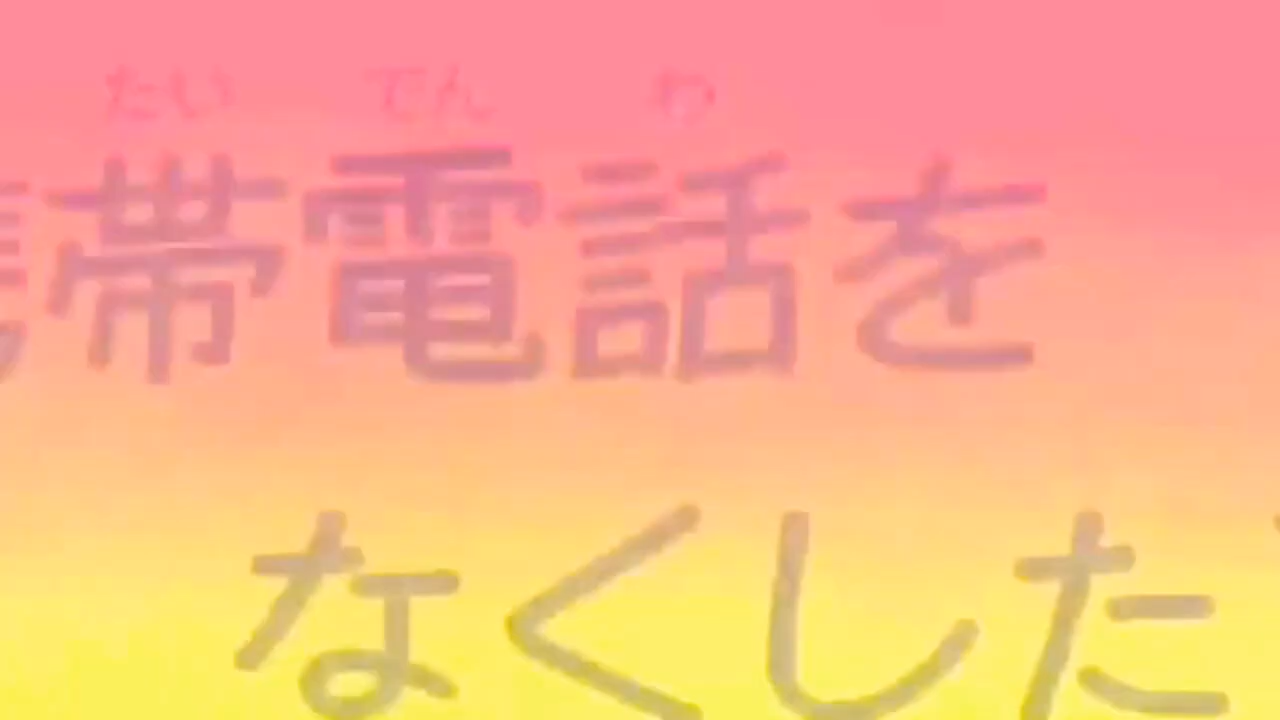 たい でん わ
帯電話を
なくした